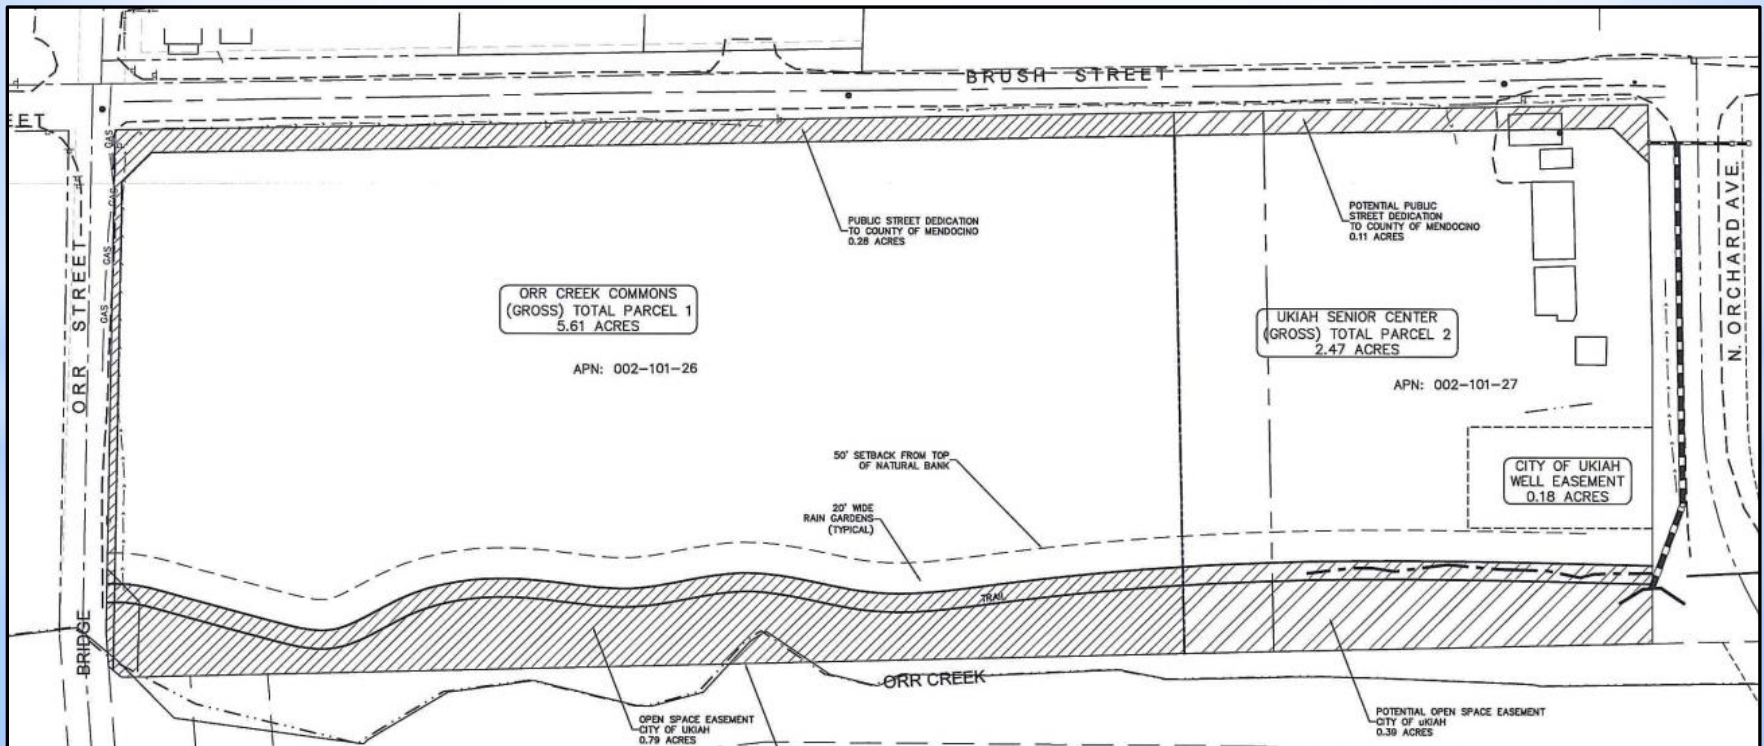 BRUSH STREET
EET
GAS
GAS
GAS
GAS
ORR STREET
N. ORCHARD AVE.
PUBLIC STREET DEDICATION
TO COUNTY OF MENDOCINO
0.28 ACRES
POTENTIAL PUBLIC
STREET DEDICATION
TO COUNTY OF MENDOCINO
0.11 ACRES
ORR CREEK COMMONS
(GROSS) TOTAL PARCEL 1
5.61 ACRES
APN: 002-101-26
UKIAH SENIOR CENTER
(GROSS) TOTAL PARCEL 2
2.47 ACRES
APN: 002-101-27
50' SETBACK FROM TOP
OF NATURAL BANK
20' WIDE
RAIN GARDENS
(TYPICAL)
CITY OF UKIAH
WELL EASEMENT
0.18 ACRES
TRAIL
BRIDGE
ORR CREEK
OPEN SPACE EASEMENT
CITY OF UKIAH
0.79 ACRES
POTENTIAL OPEN SPACE EASEMENT
CITY OF uKIAH
0.39 ACRES